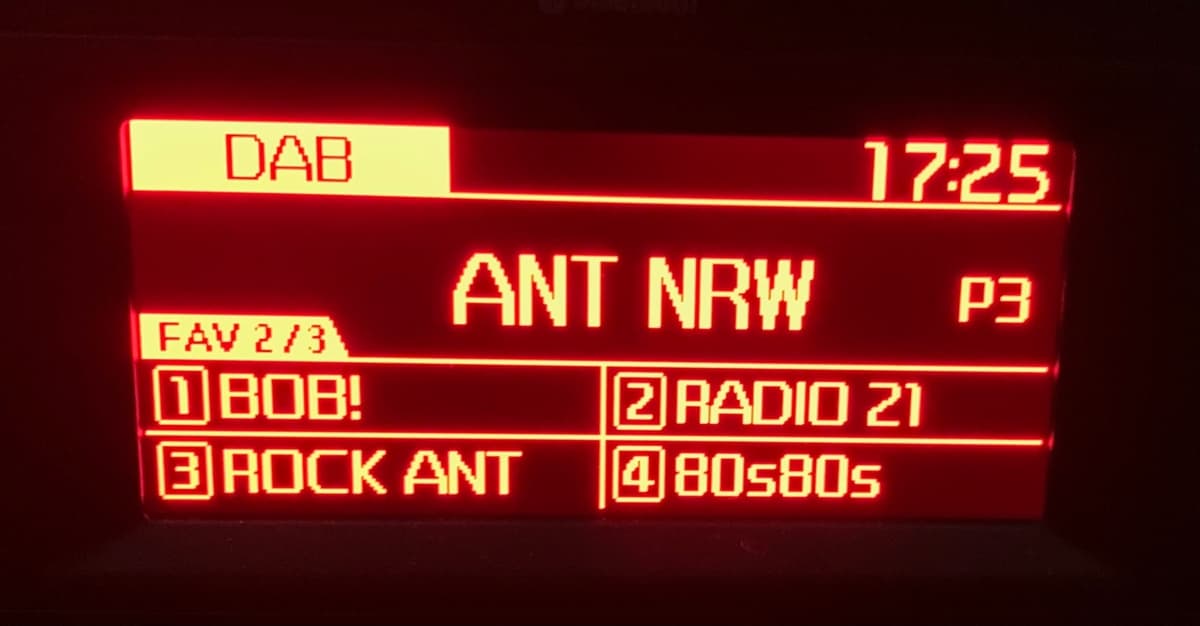 DAB 17:25
ANT NRW P3
FAV 2/3
1 BOB! 2 RADIO 21
3 ROCK ANT 4 80s80s